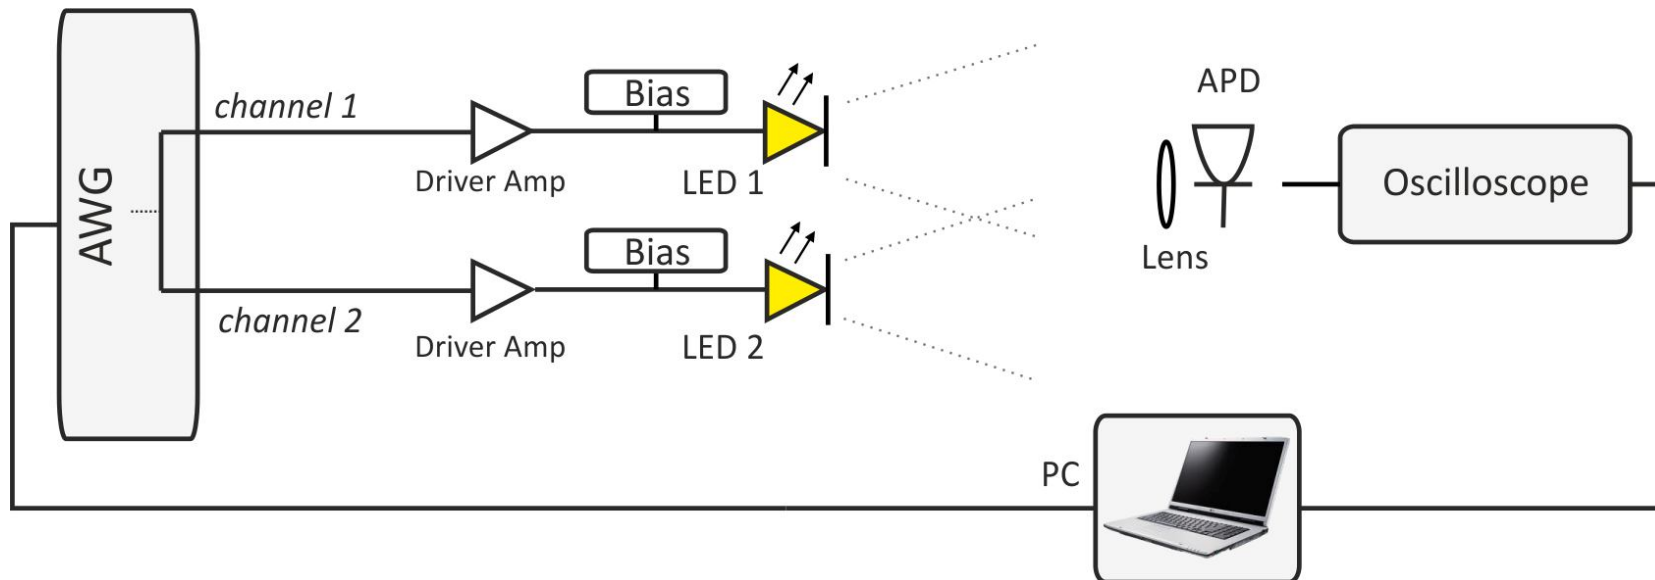 AWG
channel 1
Bias
Driver Amp
LED 1
channel 2
Bias
Driver Amp
LED 2
APD
Lens
Oscilloscope
PC